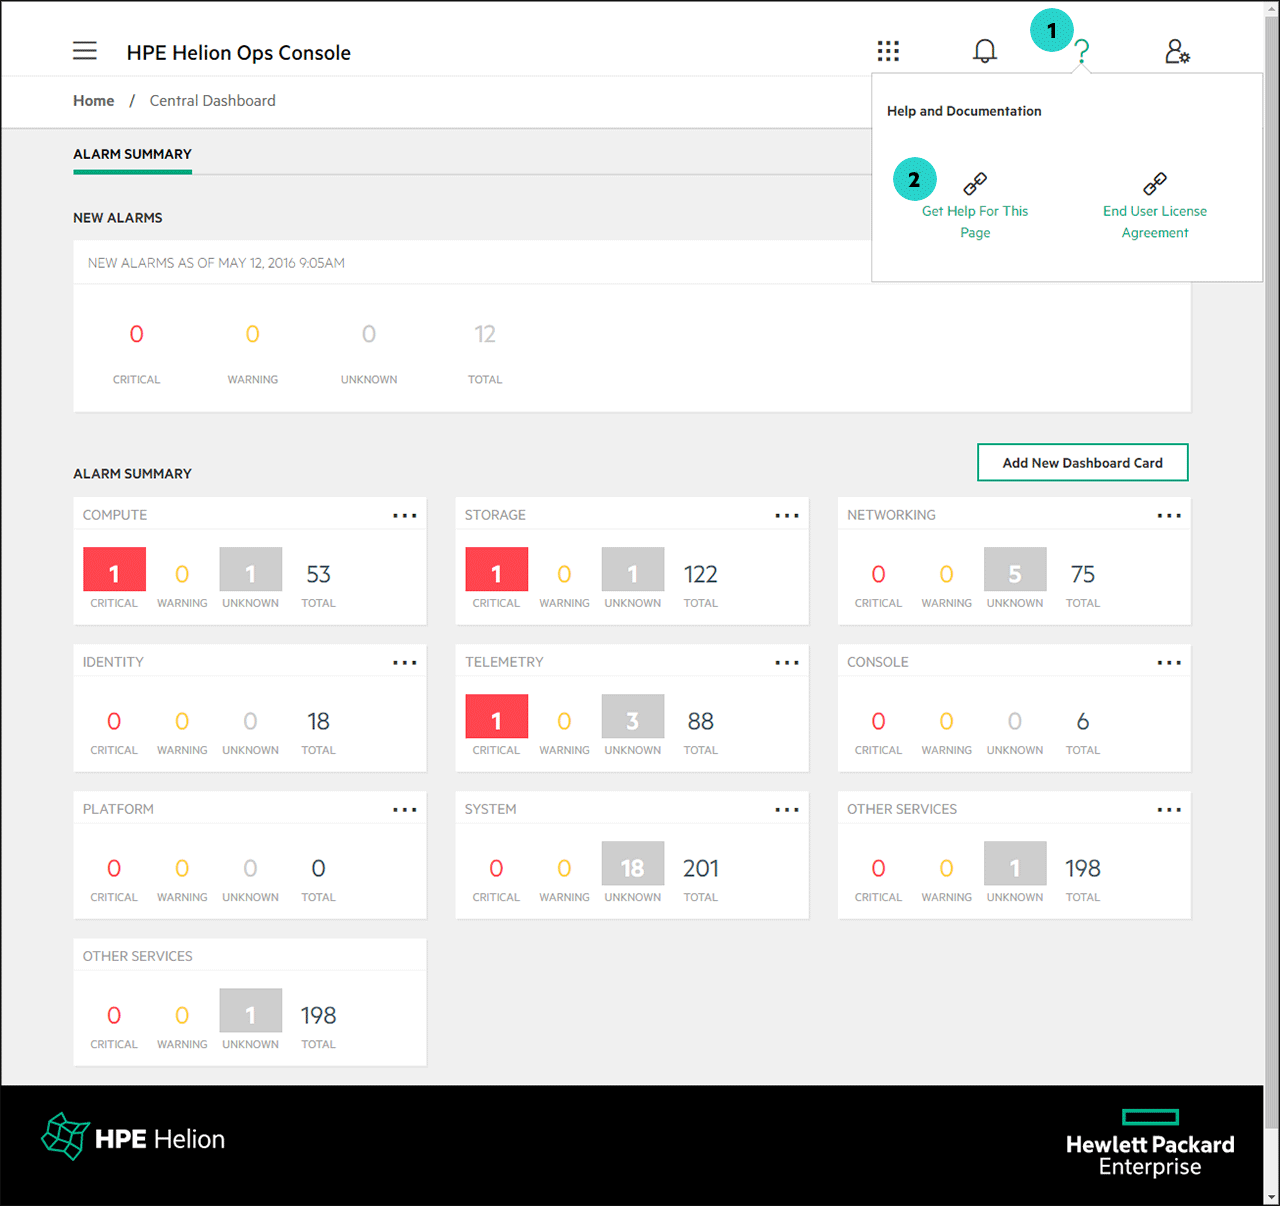 1
?
HPE Helion Ops Console
Home / Central Dashboard
Help and Documentation
2
Get Help For This
Page
End User License
Agreement
ALARM SUMMARY
NEW ALARMS
NEW ALARMS AS OF MAY 12, 2016 9:05AM
0 0 0 12
CRITICAL WARNING UNKNOWN TOTAL
ALARM SUMMARY
Add New Dashboard Card
COMPUTE
1 0 1 53
CRITICAL WARNING UNKNOWN TOTAL
STORAGE
1 0 1 122
CRITICAL WARNING UNKNOWN TOTAL
NETWORKING
0 0 5 75
CRITICAL WARNING UNKNOWN TOTAL
IDENTITY
0 0 0 18
CRITICAL WARNING UNKNOWN TOTAL
TELEMETRY
1 0 3 88
CRITICAL WARNING UNKNOWN TOTAL
CONSOLE
0 0 0 6
CRITICAL WARNING UNKNOWN TOTAL
PLATFORM
0 0 0 0
CRITICAL WARNING UNKNOWN TOTAL
SYSTEM
0 0 18 201
CRITICAL WARNING UNKNOWN TOTAL
OTHER SERVICES
0 0 1 198
CRITICAL WARNING UNKNOWN TOTAL
OTHER SERVICES
0 0 1 198
CRITICAL WARNING UNKNOWN TOTAL
HPE Helion
Hewlett Packard
Enterprise